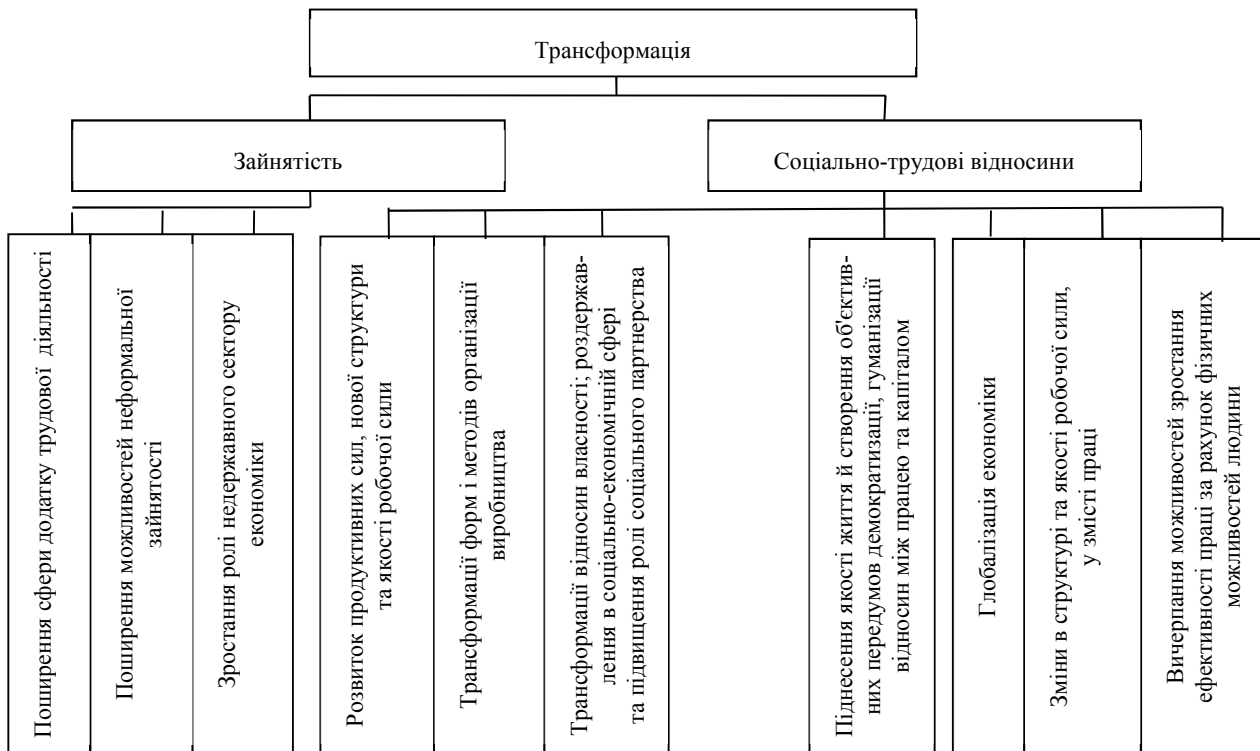 Трансформація
Зайнятість
Соціально-трудові відносини
Поширення сфери додатку трудової діяльності
Поширення можливостей неформальної
зайнятості
Зростання ролі недержавного сектору
економіки
Розвиток продуктивних сил, нової структури
та якості робочої сили
Трансформації форм і методів організації
виробництва
Трансформації відносин власності; роздержав-
лення в соціально-економічній сфері
та підвищення ролі соціального партнерства
Піднесення якості життя й створення об'єктив-
них передумов демократизації, гуманізації
відносин між працею та капіталом
Глобалізація економіки
Зміни в структурі та якості робочої сили,
у змісті праці
Вичерпання можливостей зростання
ефективності праці за рахунок фізичних
можливостей людини